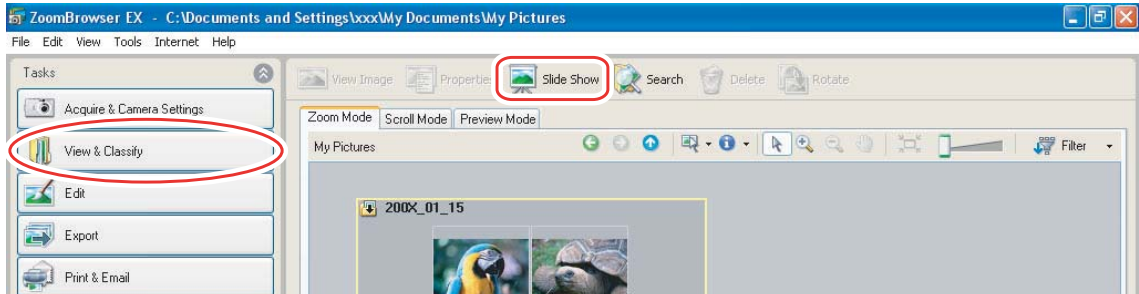 ZoomBrowser EX - C:\Documents and Settings\xxx\My Documents\My Pictures
File Edit View Tools Internet Help
Tasks
View Image Properties Slide Show Search Delete Rotate
Acquire & Camera Settings
Zoom Mode Scroll Mode Preview Mode
View & Classify
My Pictures
Filter
Edit
200X_01_15
Export
Print & Email